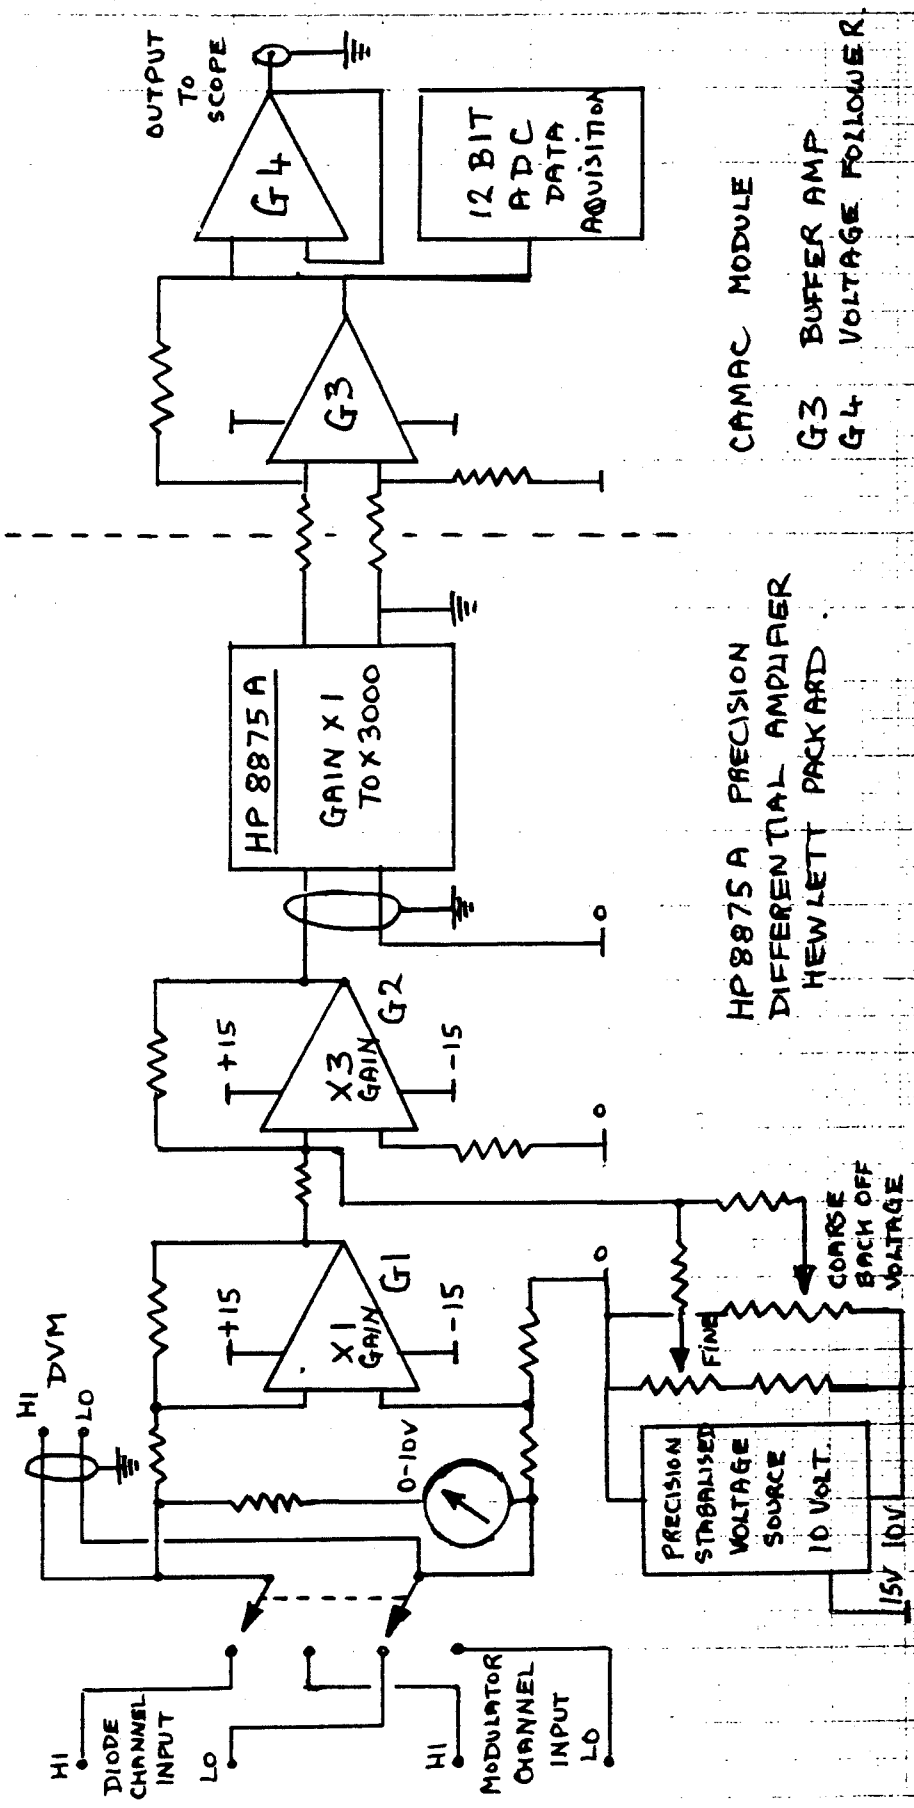 HI
DIODE
CHANNEL
INPUT
LO
HI
MODULATOR
CHANNEL
INPUT
LO
HI
DVM
LO
0-10V
+15
X1
GAIN
G1
-15
+15
X3
GAIN
G2
-15
O
O
O
PRECISION
STABALISED
VOLTAGE
SOURCE
10 VOLT.
15V
10V
FINE
COARSE
BACK OFF
VOLTAGE
HP 8875A
GAIN X1
TO X3000
HP8875A PRECISION
DIFFERENTIAL AMPLIFIER
HEWLETT PACKARD.
G3
G4
OUTPUT
TO
SCOPE
12 BIT
ADC
DATA
AQUISITION
CAMAC MODULE
G3 BUFFER AMP
G4 VOLTAGE FOLLOWER.